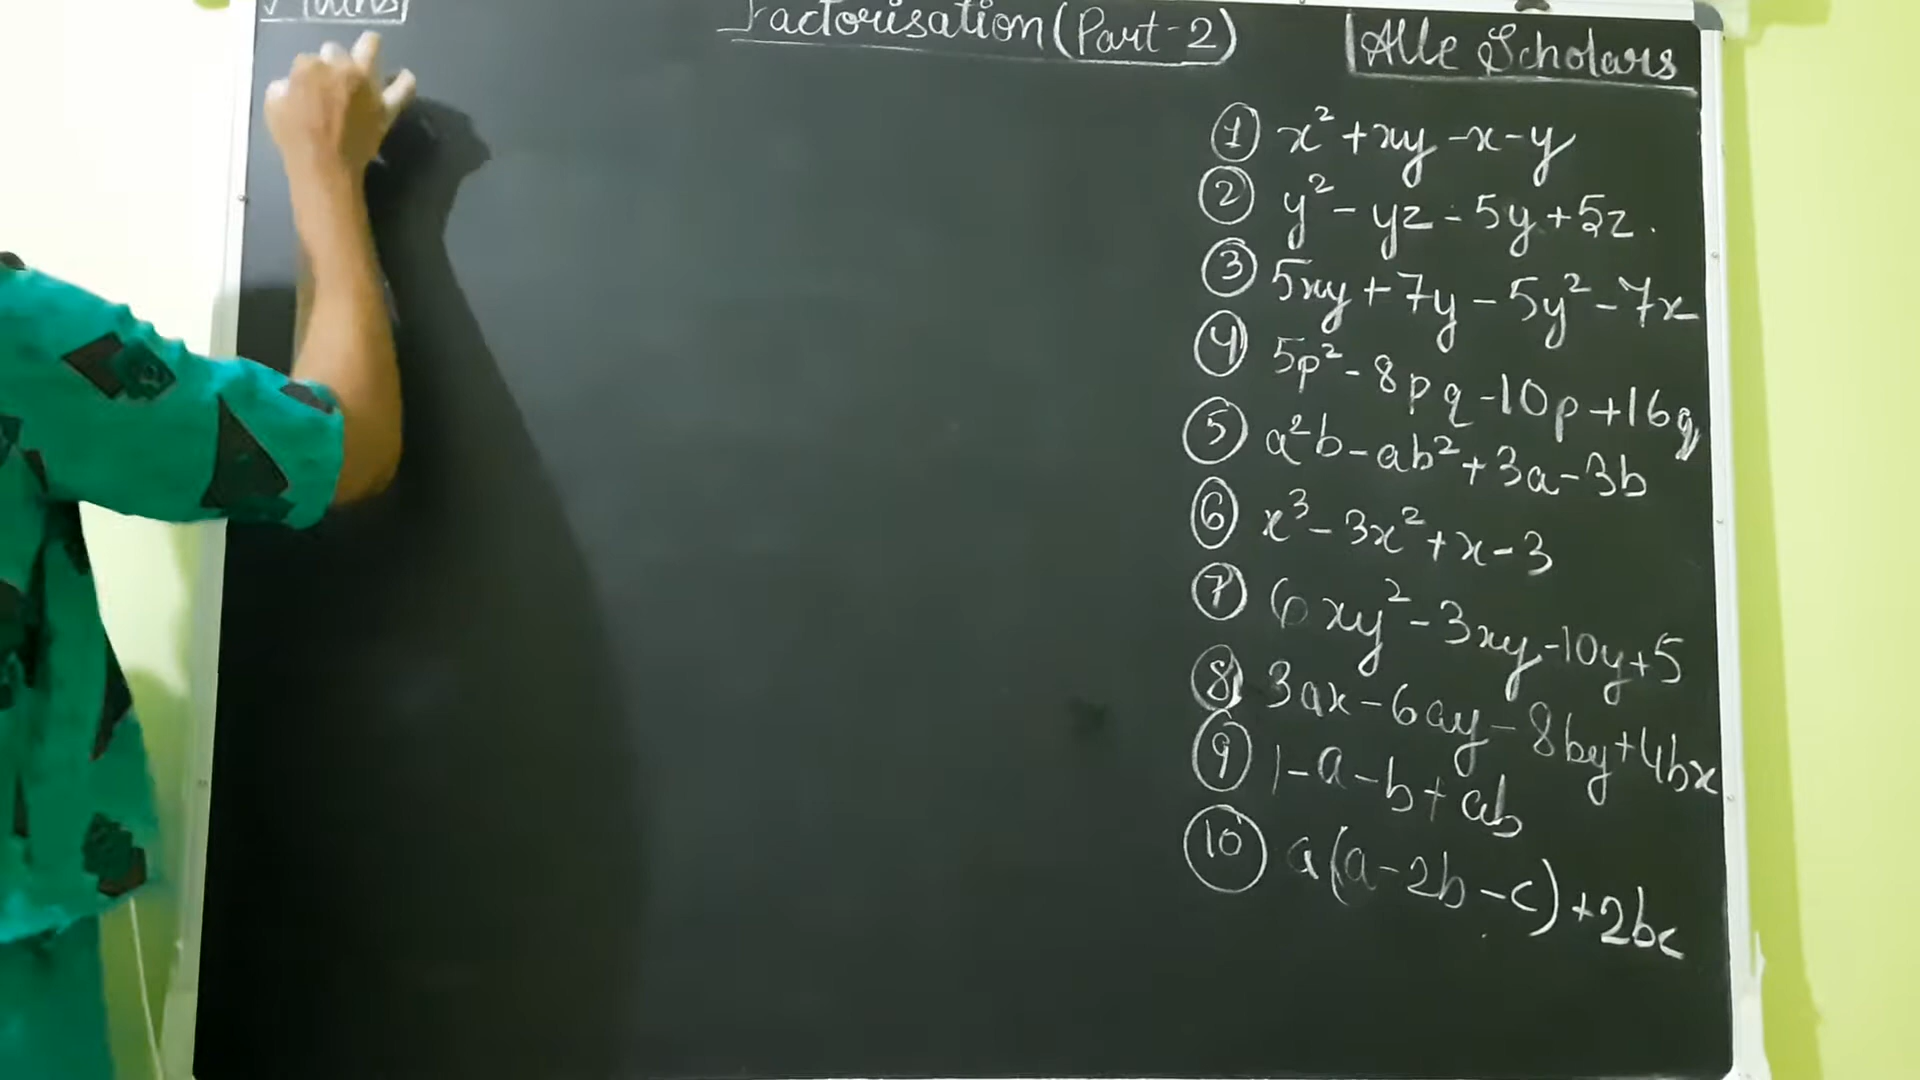 Maths
Factorisation (Part-2)
Alle Scholars
① x² + xy - x - y
② y² - yz - 5y + 5z.
③ 5xy + 7y - 5y² - 7x
④ 5p² - 8pq - 10p + 16q
⑤ a²b - ab² + 3a - 3b
⑥ x³ - 3x² + x - 3
⑦ 6xy² - 3xy - 10y + 5
⑧ 3ax - 6ay - 8by + 4bx
⑨ 1 - a - b + ab
⑩ a(a - 2b - c) + 2bc